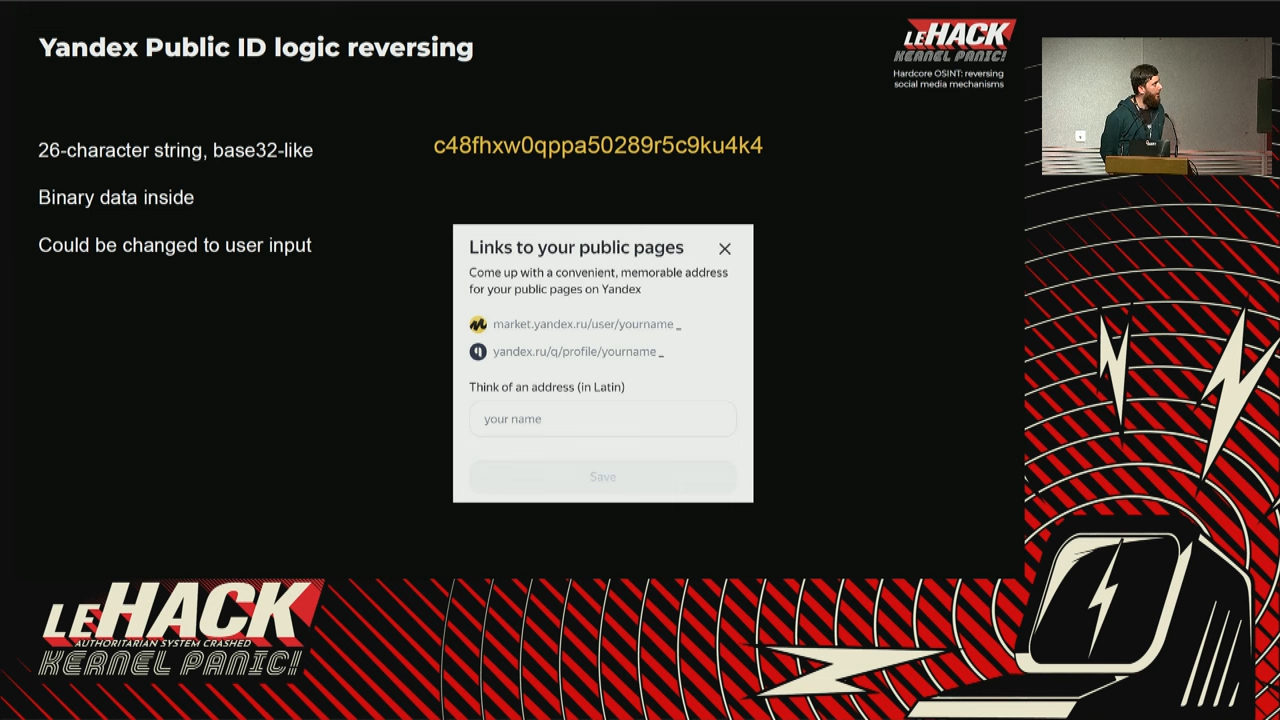 Yandex Public ID logic reversing
LEHACK
KERNEL PANIC!
Hardcore OSINT: reversing
social media mechanisms
26-character string, base32-like
c48fhxw0qppa50289r5c9ku4k4
Binary data inside
Could be changed to user input
Links to your public pages
Come up with a convenient, memorable address
for your public pages on Yandex
market.yandex.ru/user/yourname_
yandex.ru/q/profile/yourname_
Think of an address (in Latin)
your name
Save
LEHACK
AUTHORITARIAN SYSTEM CRASHED
KERNEL PANIC!